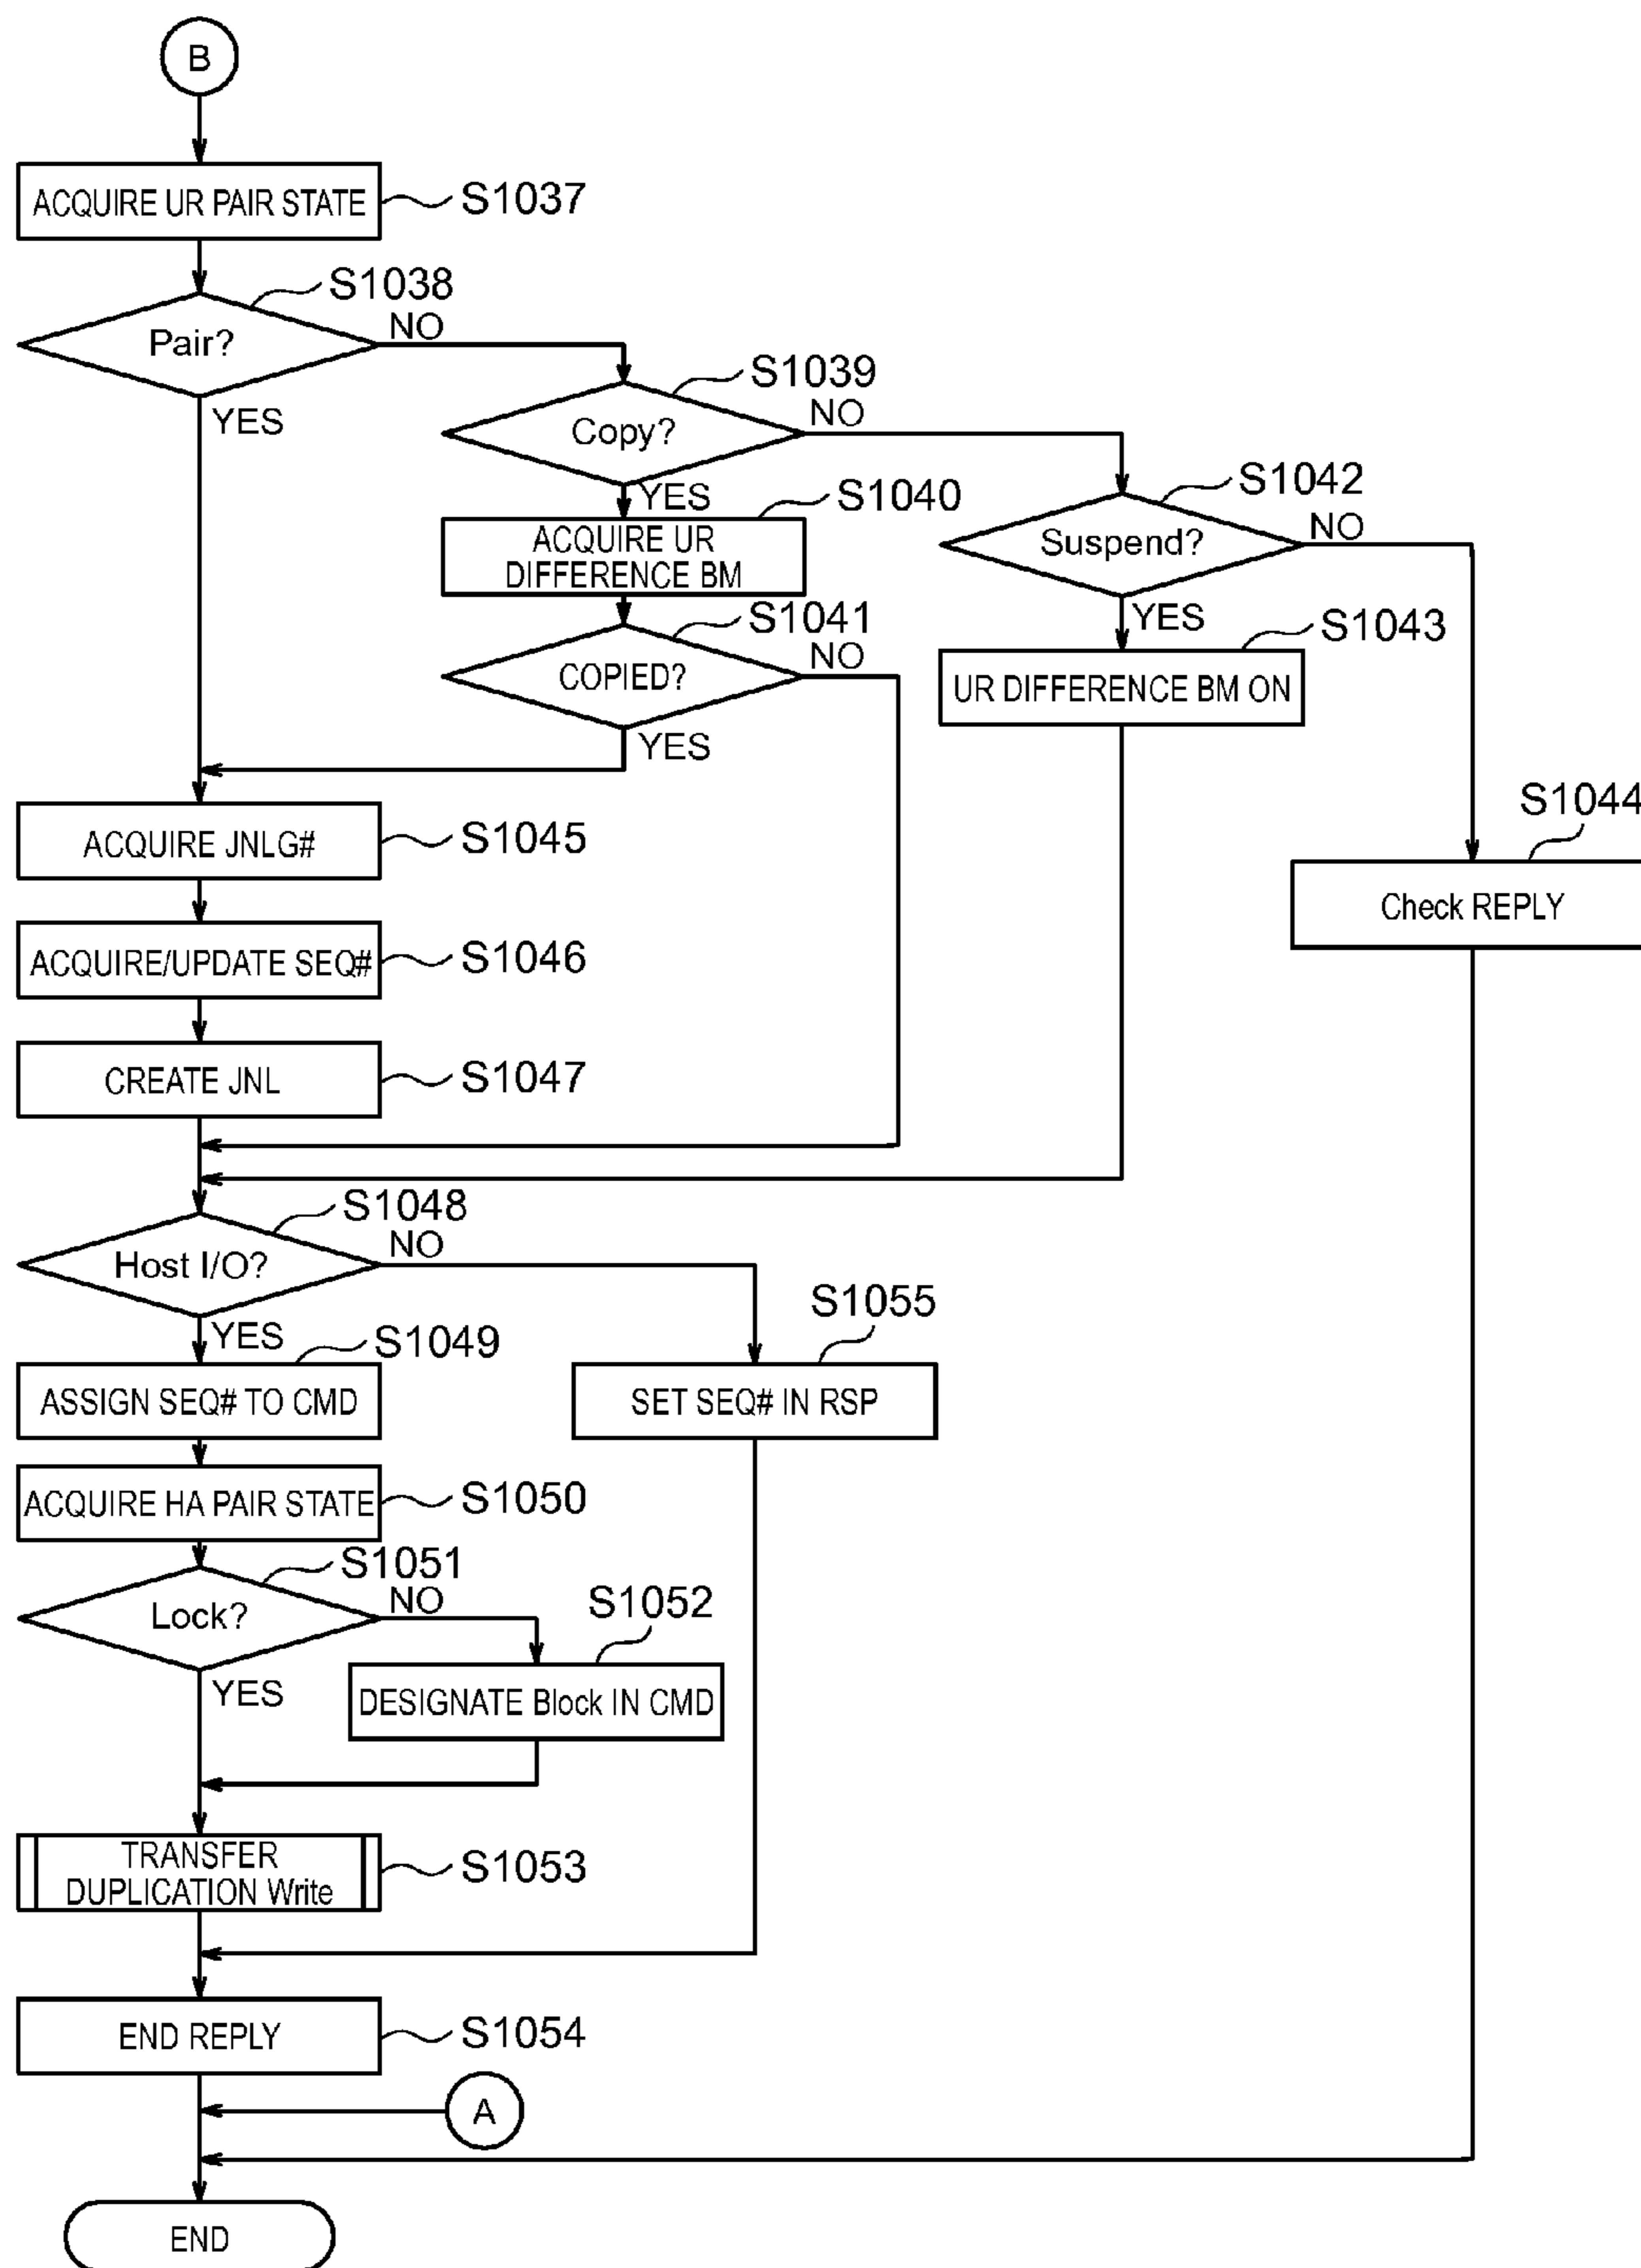 B
ACQUIRE UR PAIR STATE
S1037
S1038
Pair?
NO
YES
S1039
Copy?
NO
YES
S1040
ACQUIRE UR
DIFFERENCE BM
S1041
COPIED?
NO
YES
S1042
Suspend?
NO
YES
S1043
UR DIFFERENCE BM ON
S1044
Check REPLY
ACQUIRE JNLG#
S1045
ACQUIRE/UPDATE SEQ#
S1046
CREATE JNL
S1047
S1048
Host I/O?
NO
YES
S1049
ASSIGN SEQ# TO CMD
S1055
SET SEQ# IN RSP
ACQUIRE HA PAIR STATE
S1050
S1051
Lock?
NO
YES
S1052
DESIGNATE Block IN CMD
TRANSFER
DUPLICATION Write
S1053
END REPLY
S1054
A
END